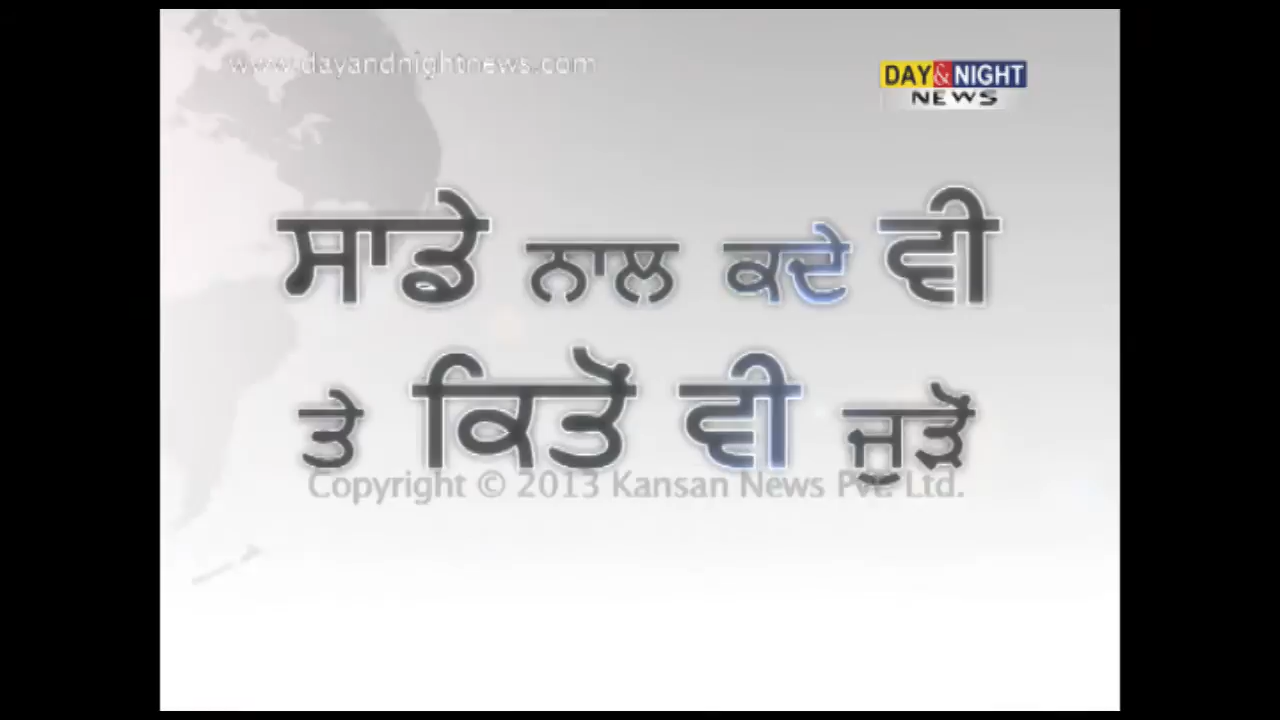 www.dayandnightnews.com
DAY&NIGHT
NEWS
ਸਾਡੇ ਨਾਲ ਕਦੇ ਵੀ
ਤੇ ਕਿਤੋਂ ਵੀ ਜੁੜੋਂ
Copyright © 2013 Kansan News Pvt. Ltd.